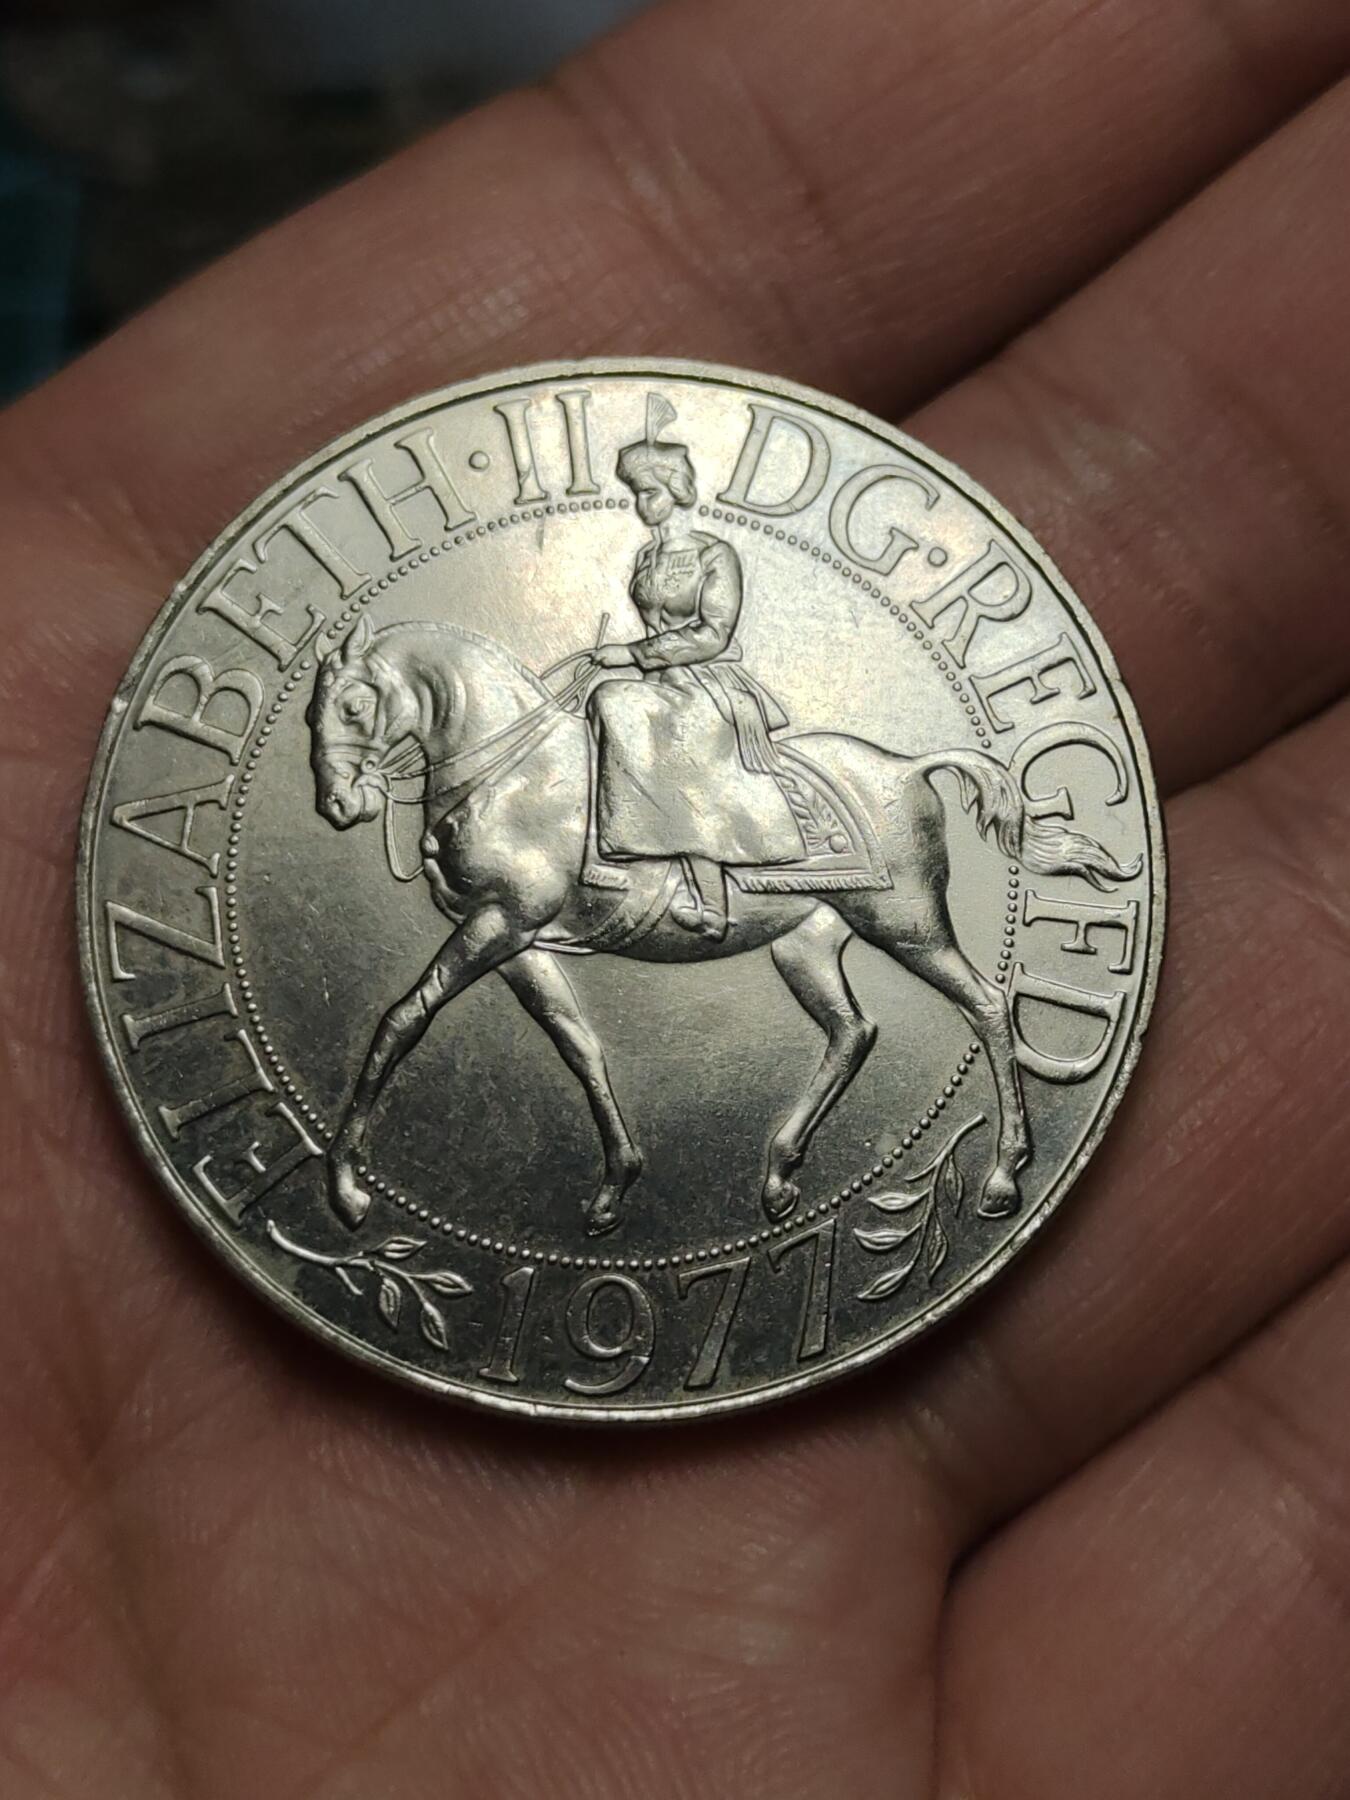 ELIZABETH·II DG·REG FD
1977